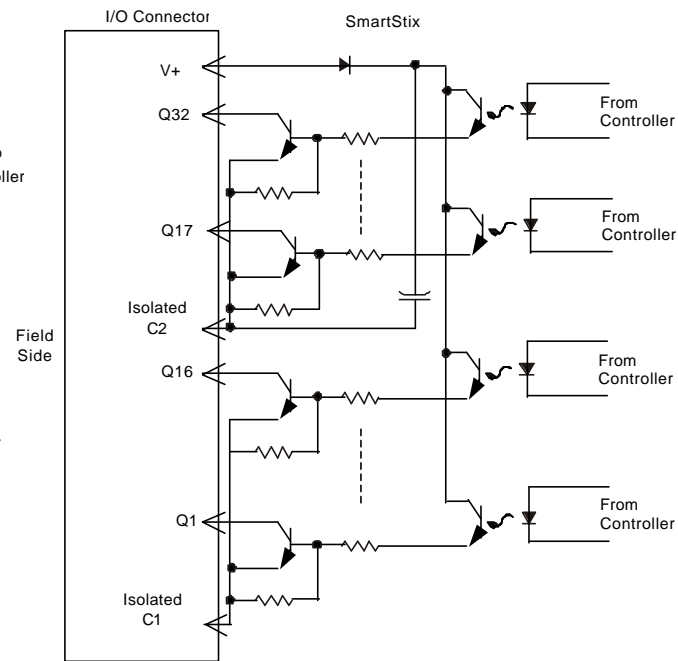 I/O Connector
SmartStix
V+
Q32
From
Controller
ller
Q17
From
Controller
Isolated
C2
Field
Side
Q16
From
Controller
Q1
From
Controller
Isolated
C1